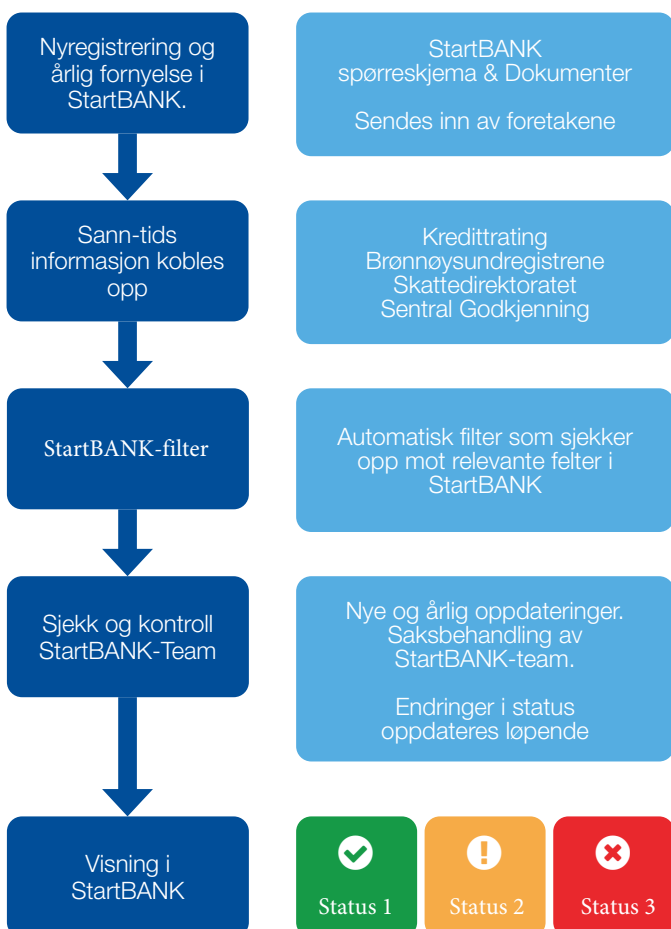 Nyregistrering og
årlig fornyelse i
StartBANK.
StartBANK
spørreskjema & Dokumenter
Sendes inn av foretakene
Sann-tids
informasjon kobles
opp
Kredittrating
Brønnøysundregistrene
Skattedirektoratet
Sentral Godkjenning
StartBANK-filter
Automatisk filter som sjekker
opp mot relevante felter i
StartBANK
Sjekk og kontroll
StartBANK-Team
Nye og årlig oppdateringer.
Saksbehandling av
StartBANK-team.
Endringer i status
oppdateres løpende
Visning i
StartBANK
Status 1
Status 2
Status 3